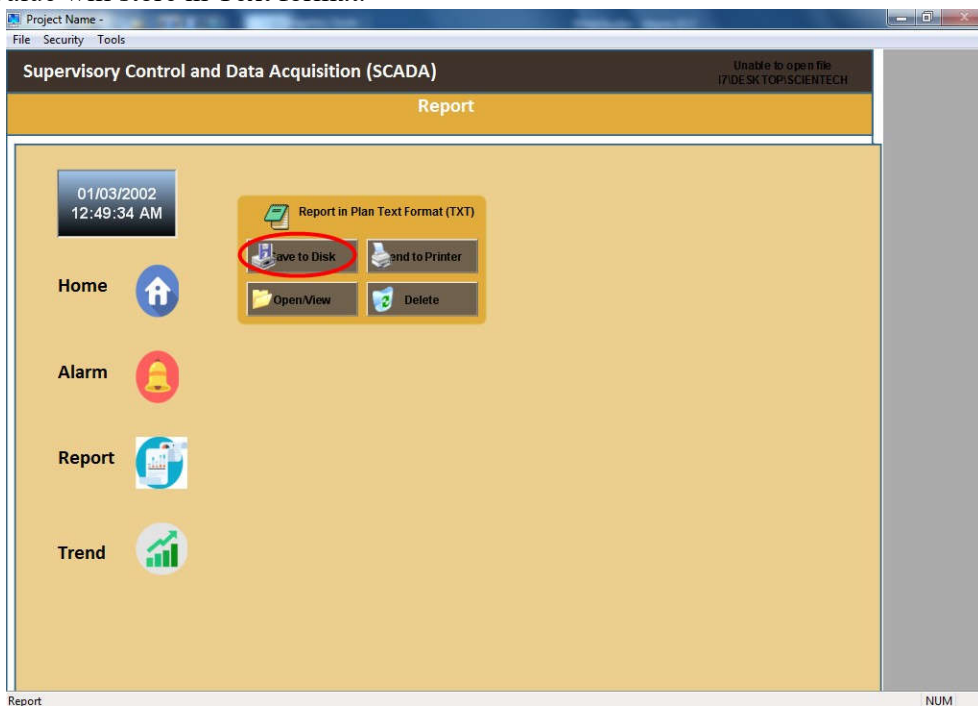 Project Name -
File Security Tools
Supervisory Control and Data Acquisition (SCADA)
Unable to open file
I7\DESKTOP\SCIENTECH
Report
01/03/2002
12:49:34 AM
Report in Plan Text Format (TXT)
ave to Disk
end to Printer
Open/View
Delete
Home
Alarm
Report
Trend
Report
NUM